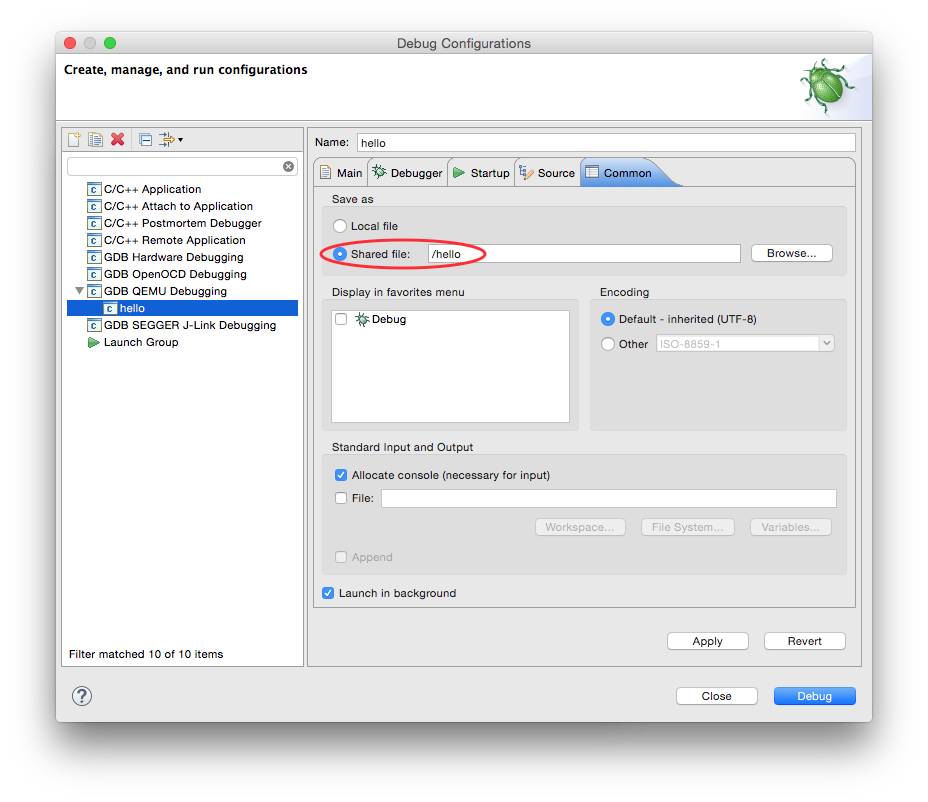 Debug Configurations
Create, manage, and run configurations
Name: hello
Main Debugger Startup Source Common
C/C++ Application
C/C++ Attach to Application
C/C++ Postmortem Debugger
C/C++ Remote Application
GDB Hardware Debugging
GDB OpenOCD Debugging
GDB QEMU Debugging
hello
GDB SEGGER J-Link Debugging
Launch Group
Filter matched 10 of 10 items
Save as
Local file
Shared file: /hello Browse...
Display in favorites menu
Debug
Encoding
Default - inherited (UTF-8)
Other ISO-8859-1
Standard Input and Output
Allocate console (necessary for input)
File:
Workspace... File System... Variables...
Append
Launch in background
Apply Revert
? Close Debug